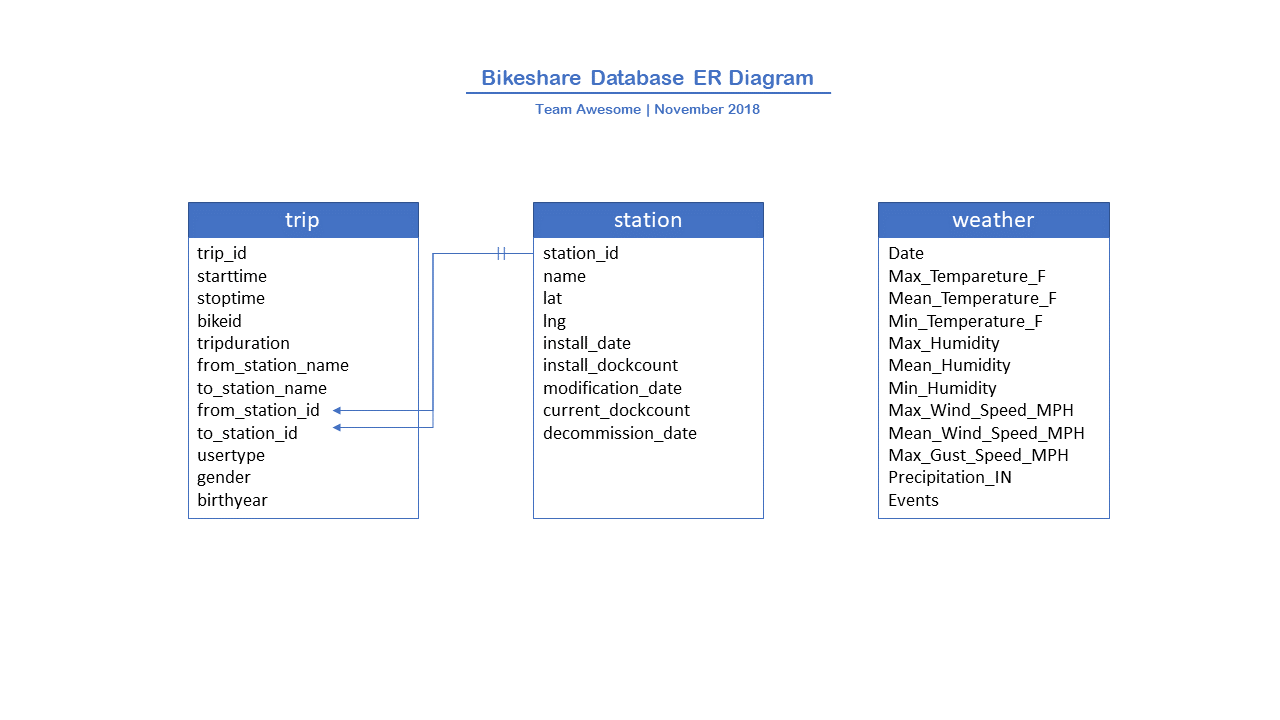 Bikeshare Database ER Diagram
Team Awesome | November 2018
trip
trip_id
starttime
stoptime
bikeid
tripduration
from_station_name
to_station_name
from_station_id
to_station_id
usertype
gender
birthyear
station
station_id
name
lat
lng
install_date
install_dockcount
modification_date
current_dockcount
decommission_date
weather
Date
Max_Tempareture_F
Mean_Temperature_F
Min_Temperature_F
Max_Humidity
Mean_Humidity
Min_Humidity
Max_Wind_Speed_MPH
Mean_Wind_Speed_MPH
Max_Gust_Speed_MPH
Precipitation_IN
Events